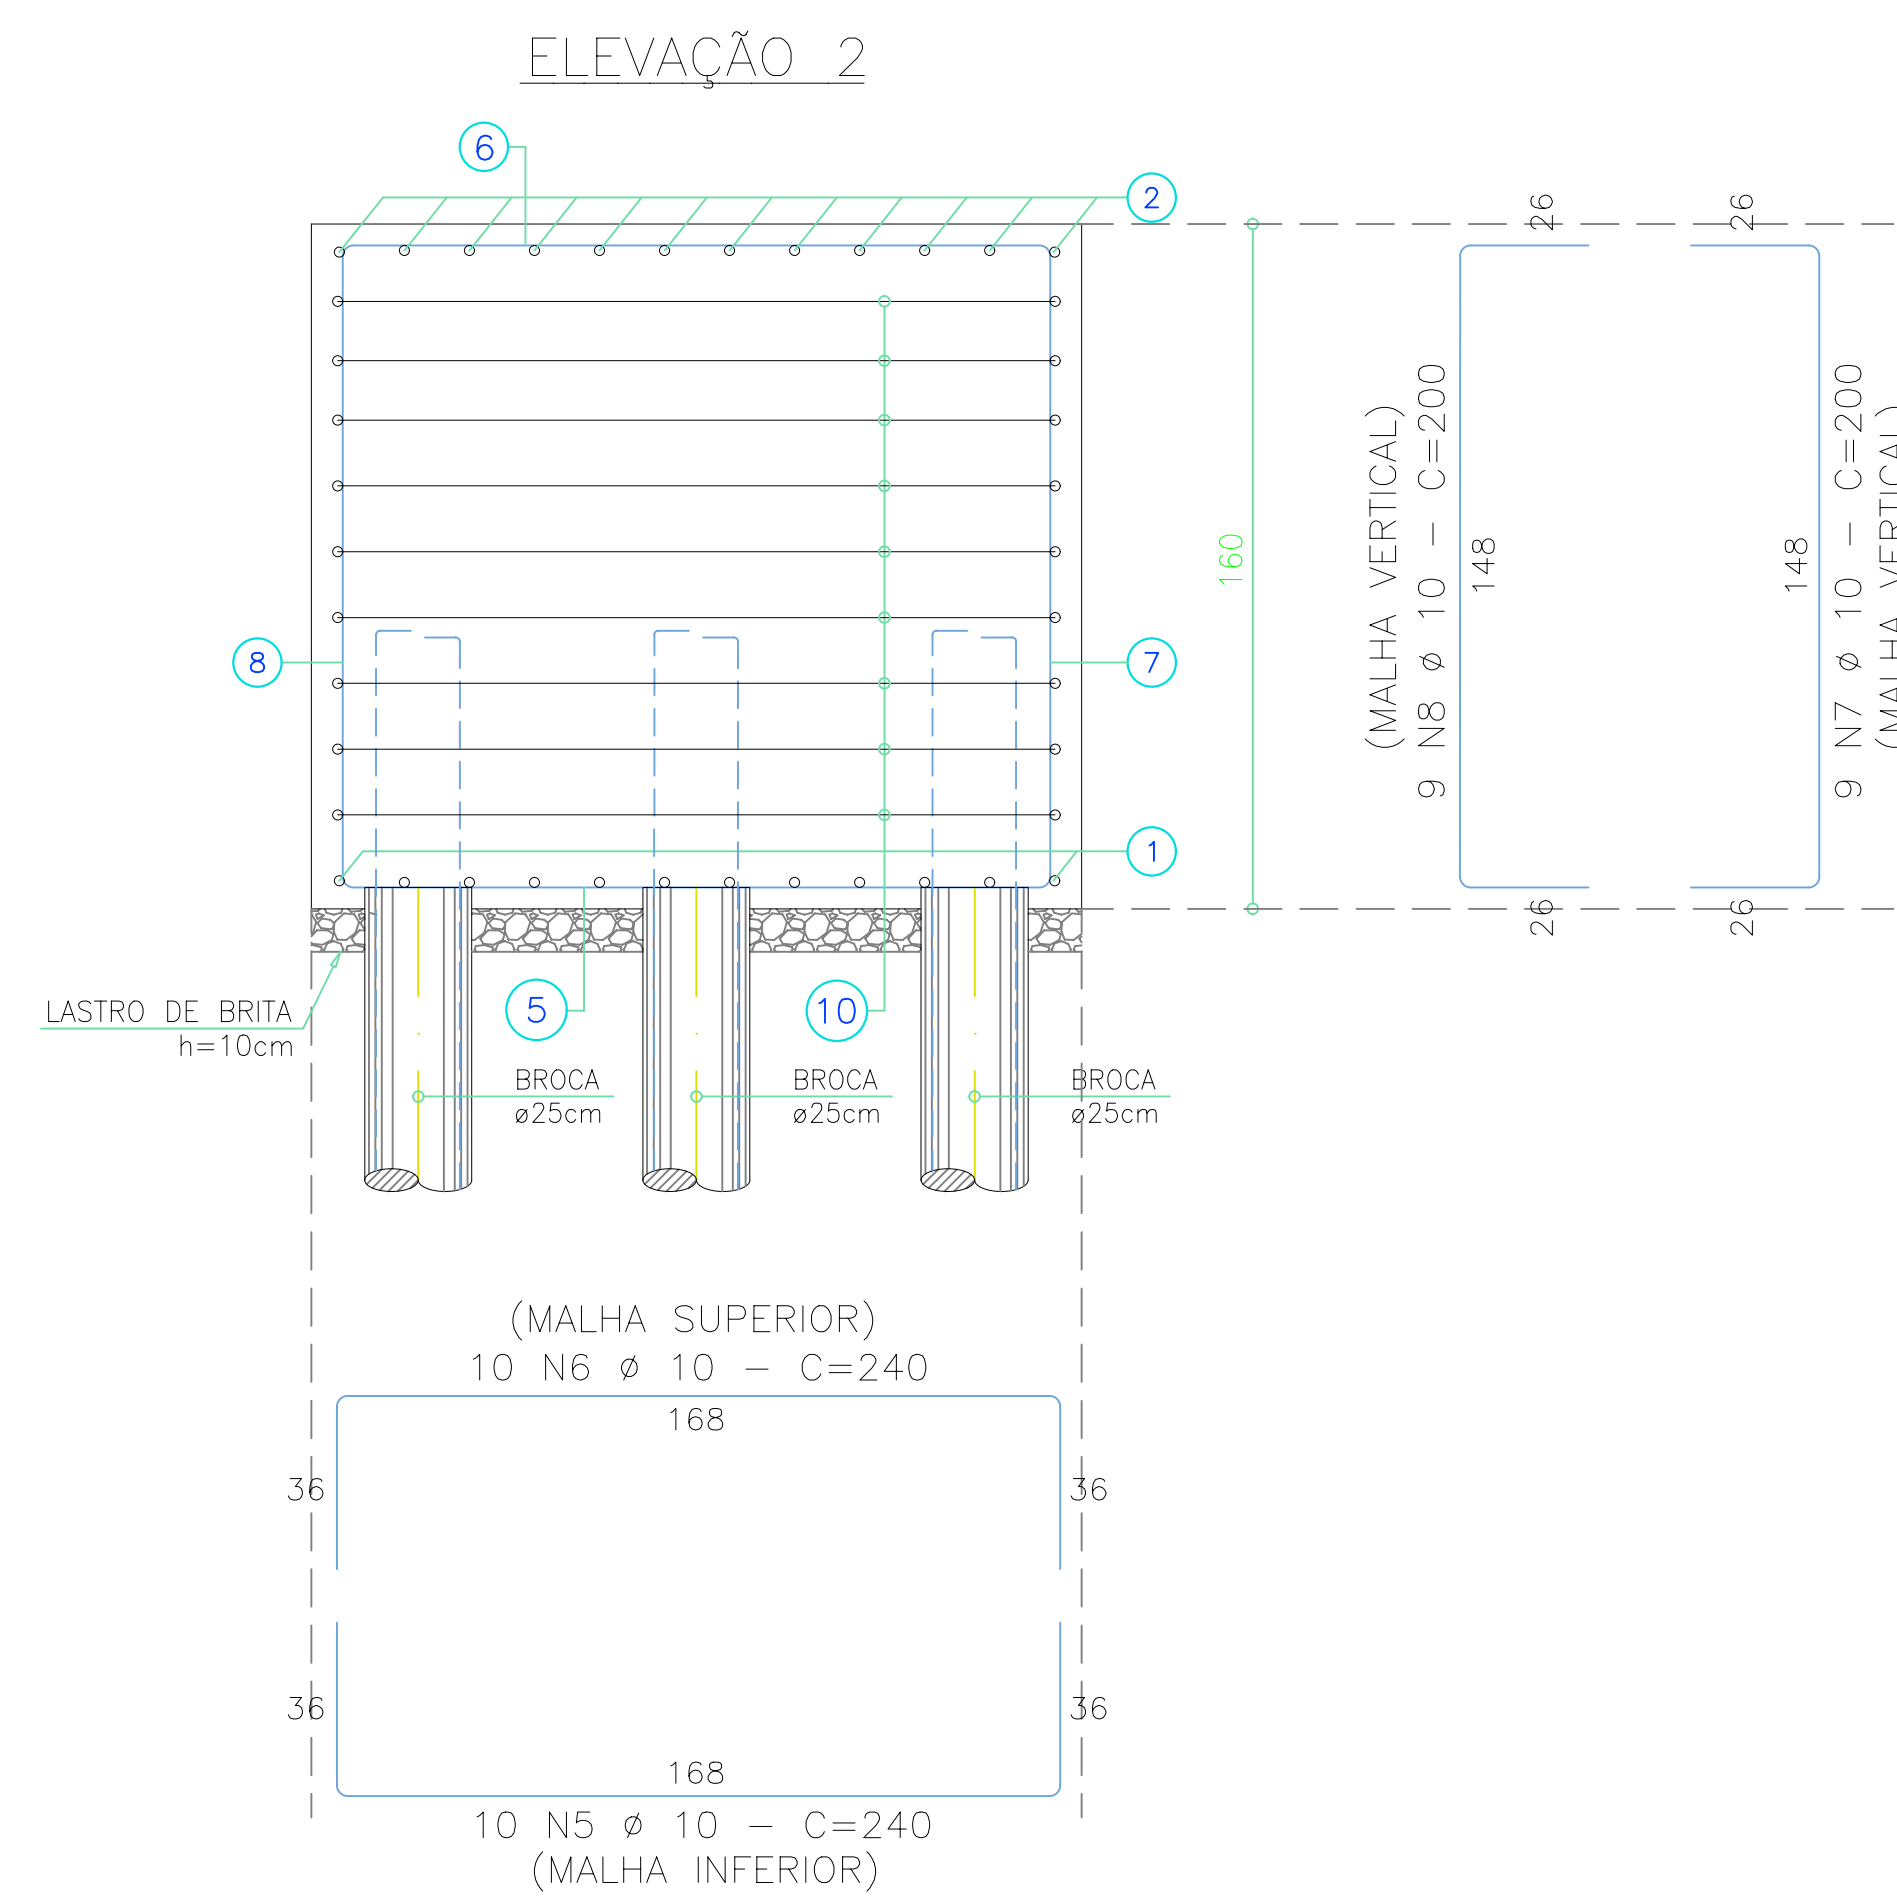 ELEVAÇÃO 2
6
2
26
26
160
(MALHA VERTICAL)
9 N8 ø 10 - C=200
148
148
9 N7 ø 10 - C=200
(MALHA VERTICAL)
8
7
1
26
26
LASTRO DE BRITA
h=10cm
5
10
BROCA
ø25cm
BROCA
ø25cm
BROCA
ø25cm
(MALHA SUPERIOR)
10 N6 ø 10 - C=240
168
36
36
36
36
168
10 N5 ø 10 - C=240
(MALHA INFERIOR)